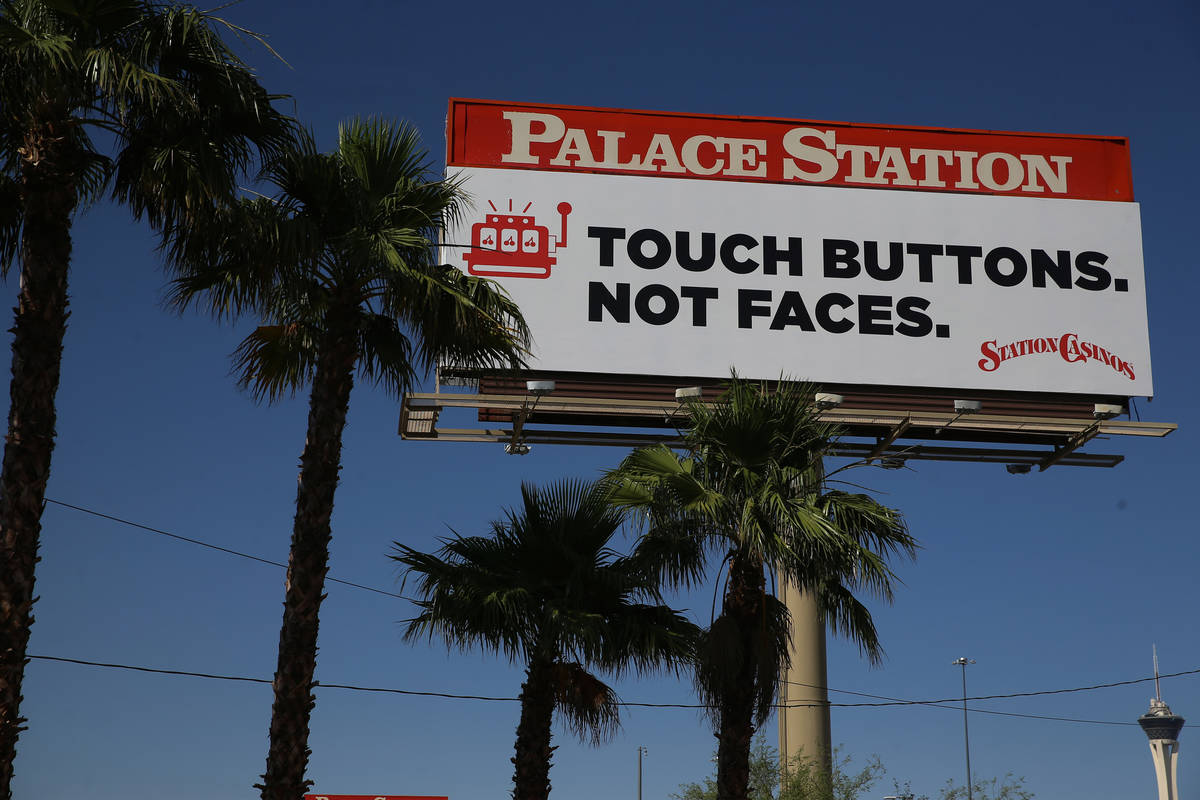 PALACE STATION
TOUCH BUTTONS.
NOT FACES.
STATION CASINOS